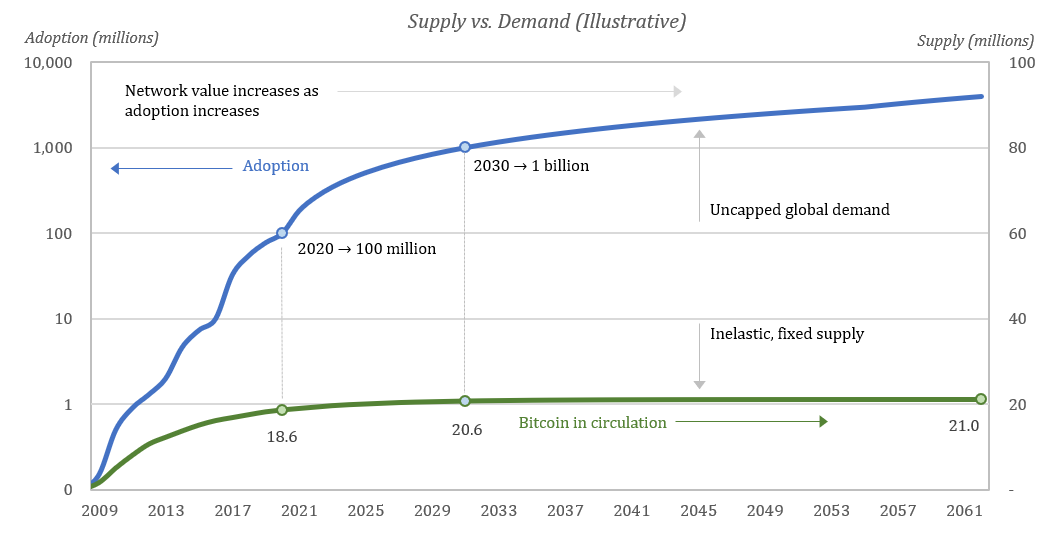 Supply vs. Demand (Illustrative)
Adoption (millions)
Supply (millions)
10,000
100
Network value increases as
adoption increases
1,000
80
Adoption
2030 → 1 billion
Uncapped global demand
100
60
2020 → 100 million
10
40
Inelastic, fixed supply
1
20
Bitcoin in circulation
18.6
20.6
21.0
0
-
2009 2013 2017 2021 2025 2029 2033 2037 2041 2045 2049 2053 2057 2061